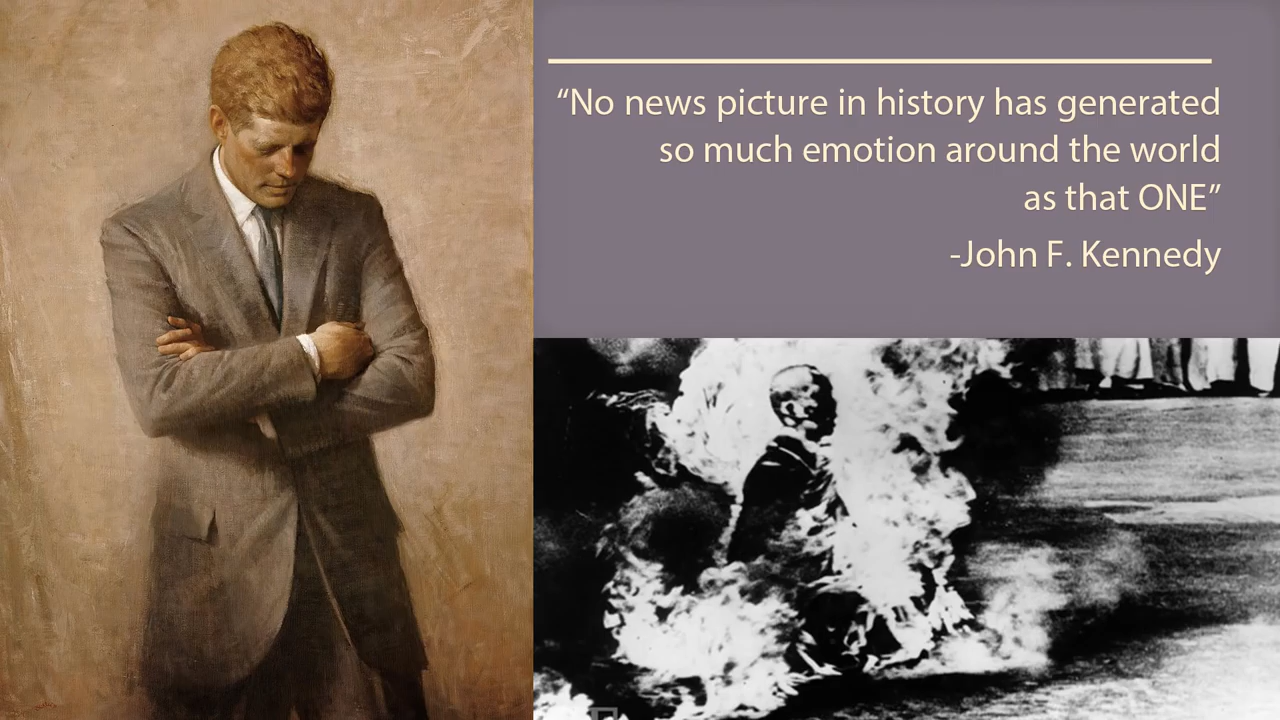 “No news picture in history has generated
so much emotion around the world
as that ONE”
-John F. Kennedy